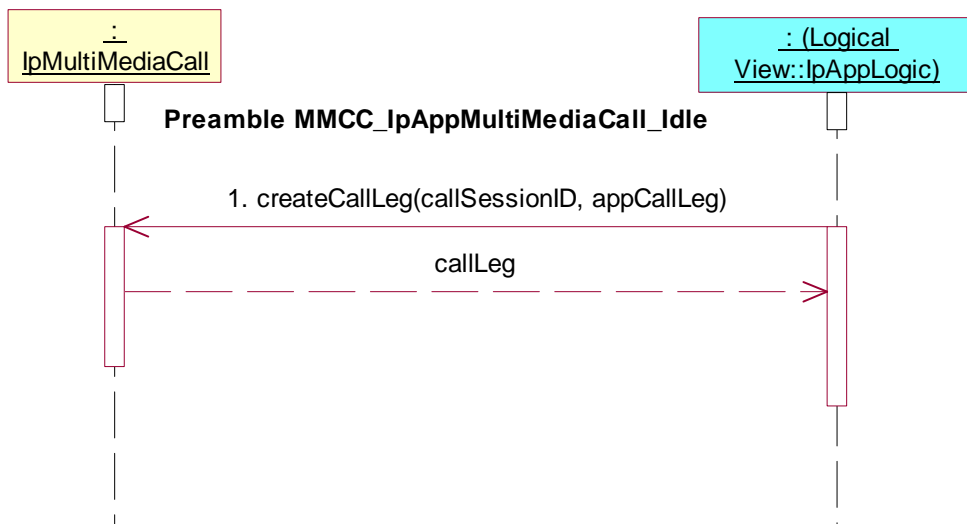 :
IpMultiMediaCall
: (Logical
View::IpAppLogic)
Preamble MMCC_IpAppMultiMediaCall_Idle
1. createCallLeg(callSessionID, appCallLeg)
callLeg